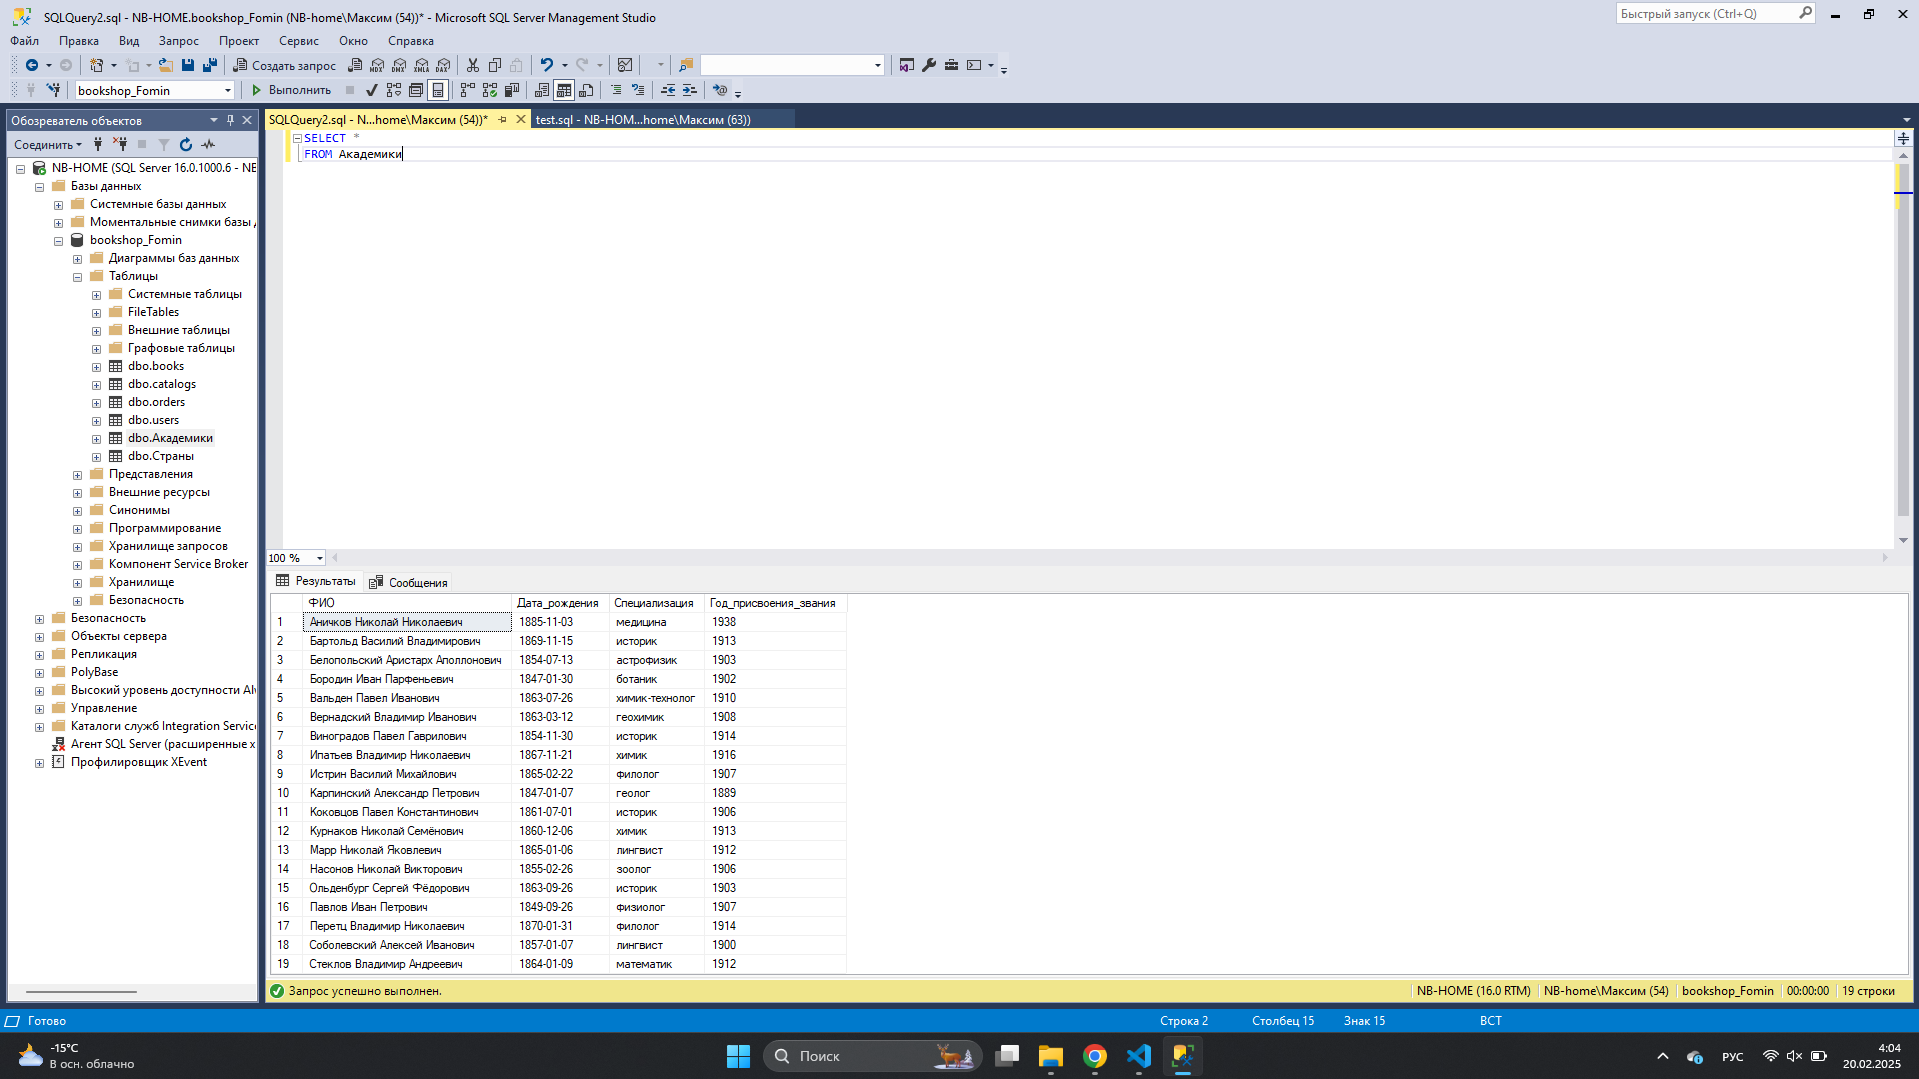 SQLQuery2.sql - NB-HOME.bookshop_Fomin (NB-home\Максим (54))* - Microsoft SQL Server Management Studio
Быстрый запуск (Ctrl+Q)
Файл Правка Вид Запрос Проект Сервис Окно Справка
Создать запрос MDX DMX XMLA DAX
bookshop_Fomin Выполнить
Обозреватель объектов
SQLQuery2.sql - N...home\Максим (54))* test.sql - NB-HOM...home\Максим (63))
Соединить
NB-HOME (SQL Server 16.0.1000.6 - NB
Базы данных
Системные базы данных
Моментальные снимки базы
bookshop_Fomin
Диаграммы баз данных
Таблицы
Системные таблицы
FileTables
Внешние таблицы
Графовые таблицы
dbo.books
dbo.catalogs
dbo.orders
dbo.users
dbo.Академики
dbo.Страны
Представления
Внешние ресурсы
Синонимы
Программирование
Хранилище запросов
Компонент Service Broker
Хранилище
Безопасность
Безопасность
Объекты сервера
Репликация
PolyBase
Высокий уровень доступности Al
Управление
Каталоги служб Integration Servic
Агент SQL Server (расширенные х
Профилировщик XEvent
SELECT *
FROM Академики
100 %
Результаты Сообщения
ФИО Дата_рождения Специализация Год_присвоения_звания
1 Аничков Николай Николаевич 1885-11-03 медицина 1938
2 Бартольд Василий Владимирович 1869-11-15 историк 1913
3 Белопольский Аристарх Аполлонович 1854-07-13 астрофизик 1903
4 Бородин Иван Парфеньевич 1847-01-30 ботаник 1902
5 Вальден Павел Иванович 1863-07-26 химик-технолог 1910
6 Вернадский Владимир Иванович 1863-03-12 геохимик 1908
7 Виноградов Павел Гаврилович 1854-11-30 историк 1914
8 Ипатьев Владимир Николаевич 1867-11-21 химик 1916
9 Истрин Василий Михайлович 1865-02-22 филолог 1907
10 Карпинский Александр Петрович 1847-01-07 геолог 1889
11 Коковцов Павел Константинович 1861-07-01 историк 1906
12 Курнаков Николай Семёнович 1860-12-06 химик 1913
13 Марр Николай Яковлевич 1865-01-06 лингвист 1912
14 Насонов Николай Викторович 1855-02-26 зоолог 1906
15 Ольденбург Сергей Фёдорович 1863-09-26 историк 1903
16 Павлов Иван Петрович 1849-09-26 физиолог 1907
17 Перетц Владимир Николаевич 1870-01-31 филолог 1914
18 Соболевский Алексей Иванович 1857-01-07 лингвист 1900
19 Стеклов Владимир Андреевич 1864-01-09 математик 1912
Запрос успешно выполнен. NB-HOME (16.0 RTM) NB-home\Максим (54) bookshop_Fomin 00:00:00 19 строки
Готово Строка 2 Столбец 15 Знак 15 ВСТ
-15°C
В осн. облачно
Поиск
РУС
4:04
20.02.2025